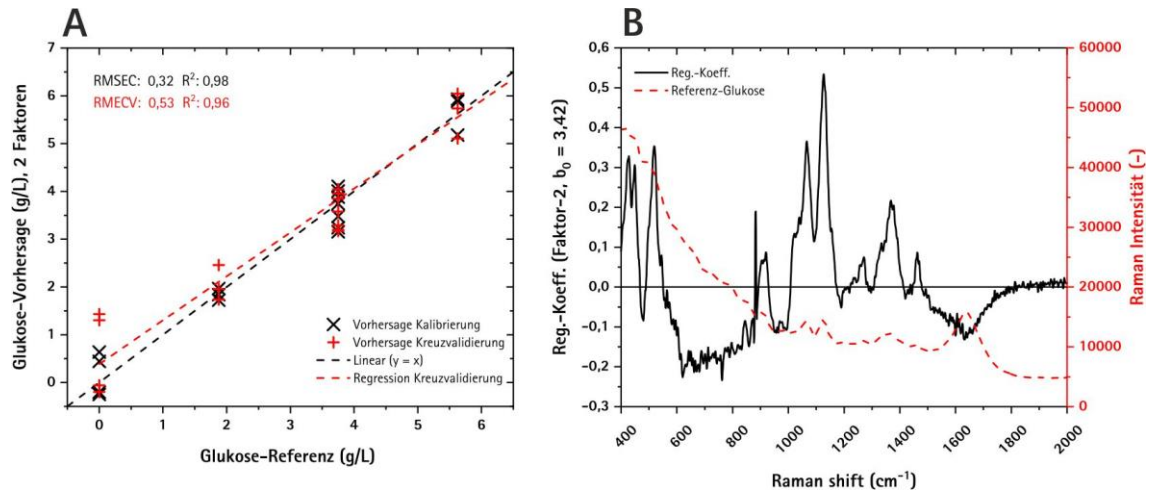 A
Glukose-Vorhersage (g/L), 2 Faktoren
7
6
5
4
3
2
1
0
RMSEC: 0,32 R²: 0,98
RMECV: 0,53 R²: 0,96
Vorhersage Kalibrierung
Vorhersage Kreuzvalidierung
Linear (y = x)
Regression Kreuzvalidierung
0 1 2 3 4 5 6
Glukose-Referenz (g/L)
B
Reg.-Koeff. (Faktor-2, b₀ = 3,42)
0,6
0,5
0,4
0,3
0,2
0,1
0,0
-0,1
-0,2
-0,3
Reg.-Koeff.
Referenz-Glukose
60000
50000
40000
30000
20000
10000
0
Raman Intensität (-)
400 600 800 1000 1200 1400 1600 1800 2000
Raman shift (cm⁻¹)